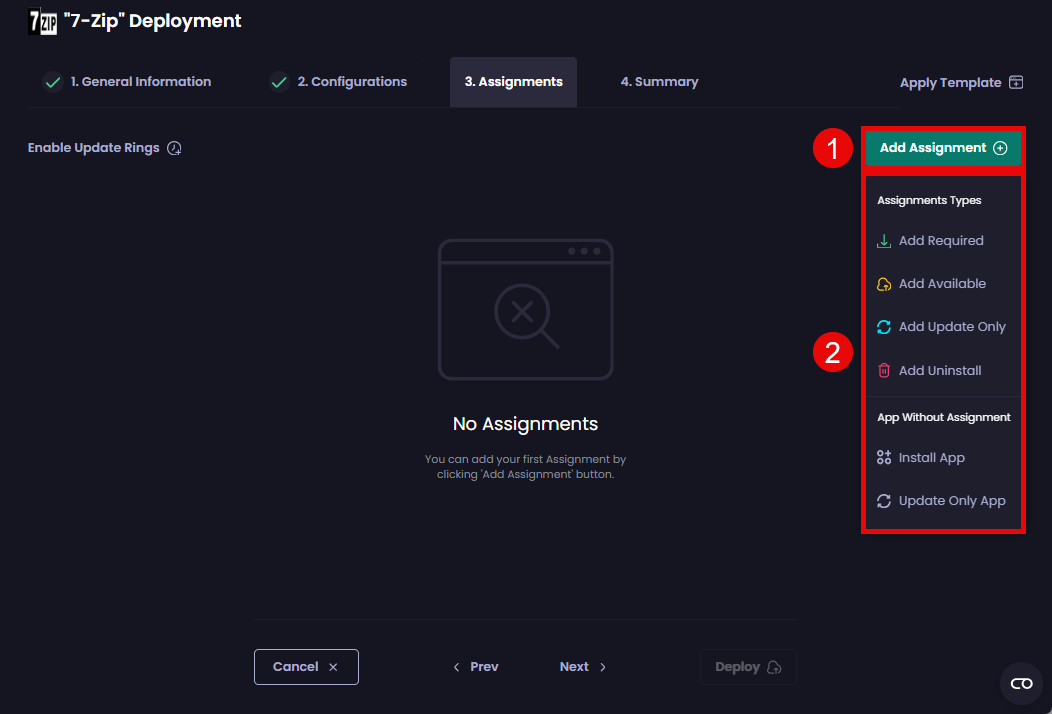 7ZIP "7-Zip" Deployment
1. General Information
2. Configurations
3. Assignments
4. Summary
Apply Template
Enable Update Rings
1
Add Assignment
Assignments Types
Add Required
Add Available
Add Update Only
2
Add Uninstall
App Without Assignment
Install App
Update Only App
No Assignments
You can add your first Assignment by
clicking 'Add Assignment' button.
Cancel
Prev
Next
Deploy